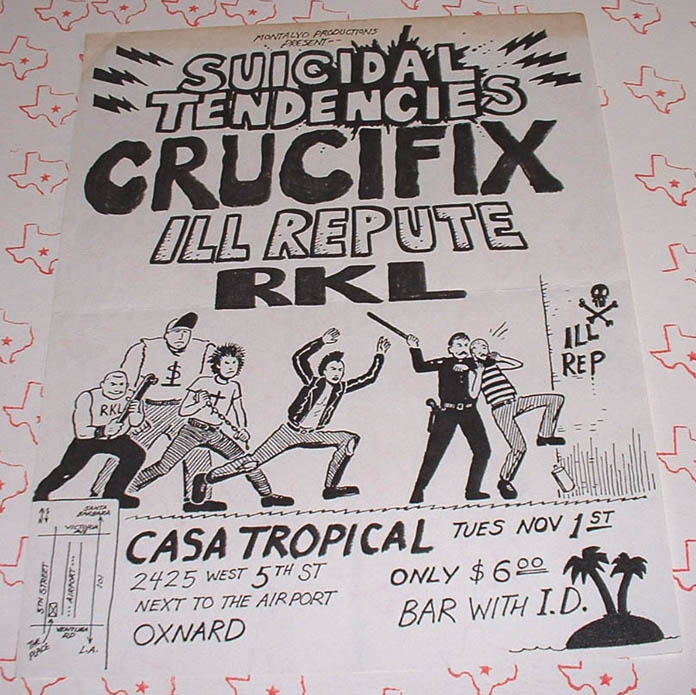 MONTALVO PRODUCTIONS
PRESENT--
SUICIDAL
TENDENCIES
CRUCIFIX
ILL REPUTE
RKL
ILL
REP
RKL
$
CASA TROPICAL
TUES NOV 1ST
2425 WEST 5TH ST
NEXT TO THE AIRPORT
OXNARD
ONLY $6.00
BAR WITH I.D.
SANTA
BARBARA
VICTORIA
AVE
5TH STREET
AIRPORT
101
VENTURA
RD
THE
PLACE
L.A.